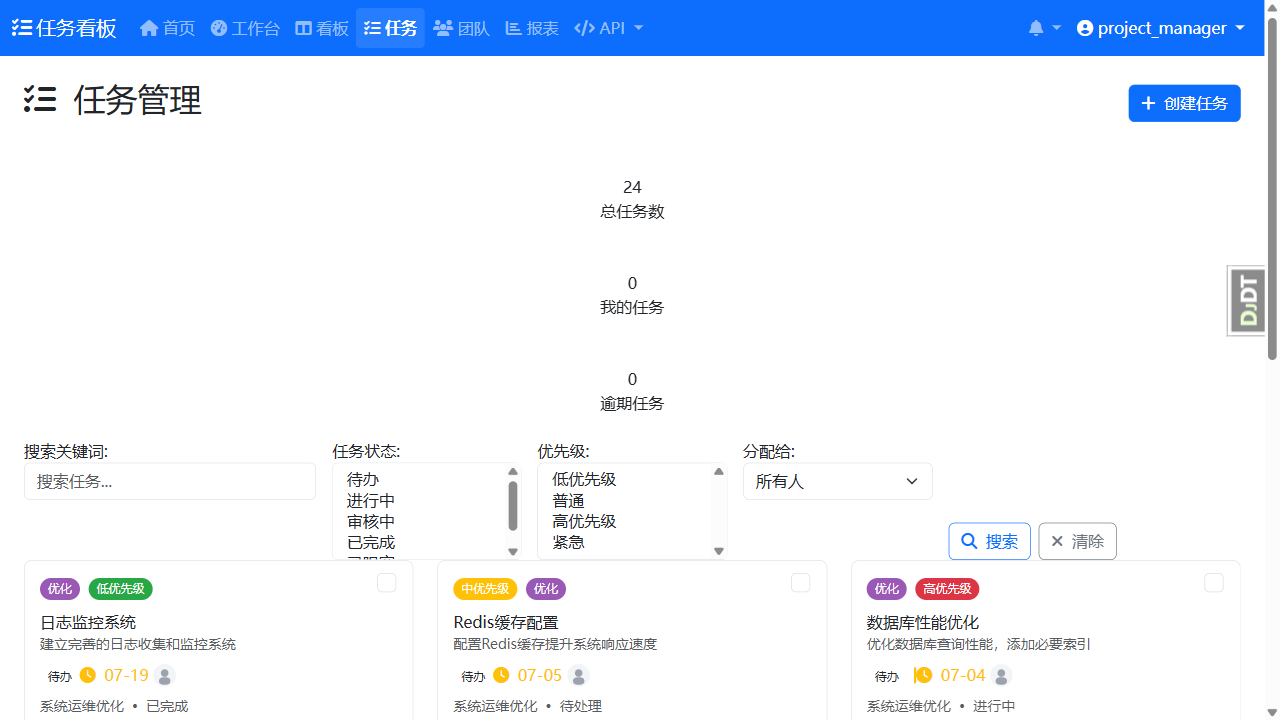 任务看板 首页 工作台 看板 任务 团队 报表 API project_manager
任务管理
创建任务
24
总任务数
0
我的任务
0
逾期任务
DJDT
搜索关键词: 任务状态: 优先级: 分配给:
搜索任务... 待办 低优先级 所有人
进行中 普通
审核中 高优先级
已完成 紧急
搜索 清除
优化 低优先级 中优先级 优化 优化 高优先级
日志监控系统 Redis缓存配置 数据库性能优化
建立完善的日志收集和监控系统 配置Redis缓存提升系统响应速度 优化数据库查询性能，添加必要索引
待办 07-19 待办 07-05 待办 07-04
系统运维优化 • 已完成 系统运维优化 • 待处理 系统运维优化 • 进行中